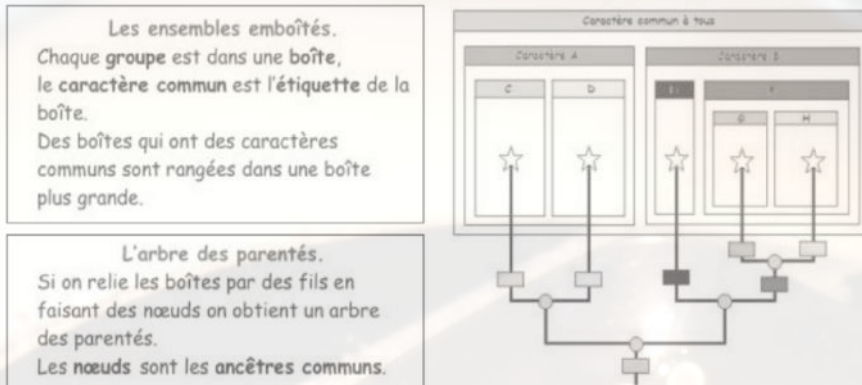 Les ensembles emboîtés.
Chaque groupe est dans une boîte,
le caractère commun est l'étiquette de la
boîte.
Des boîtes qui ont des caractères
communs sont rangées dans une boîte
plus grande.
L'arbre des parentés.
Si on relie les boîtes par des fils en
faisant des nœuds on obtient un arbre
des parentés.
Les nœuds sont les ancêtres communs.
Caractère commun à tous
Caractère A
Caractère B
C
D
F
G
H